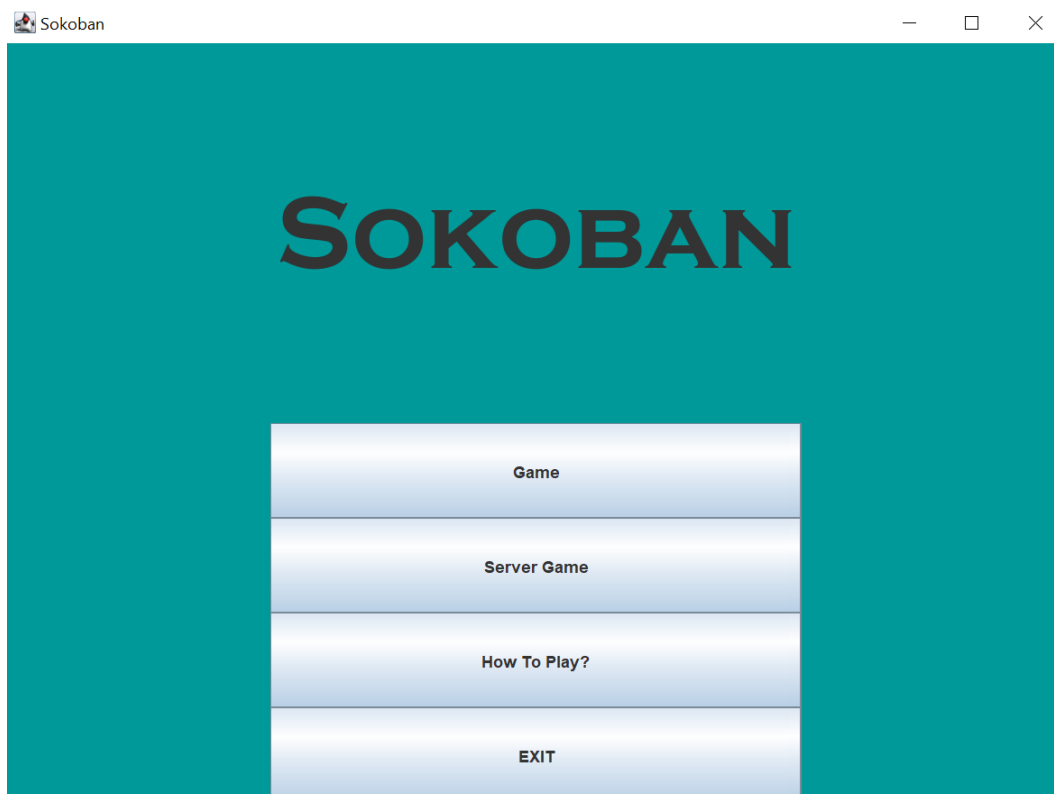 Sokoban
SOKOBAN
Game
Server Game
How To Play?
EXIT